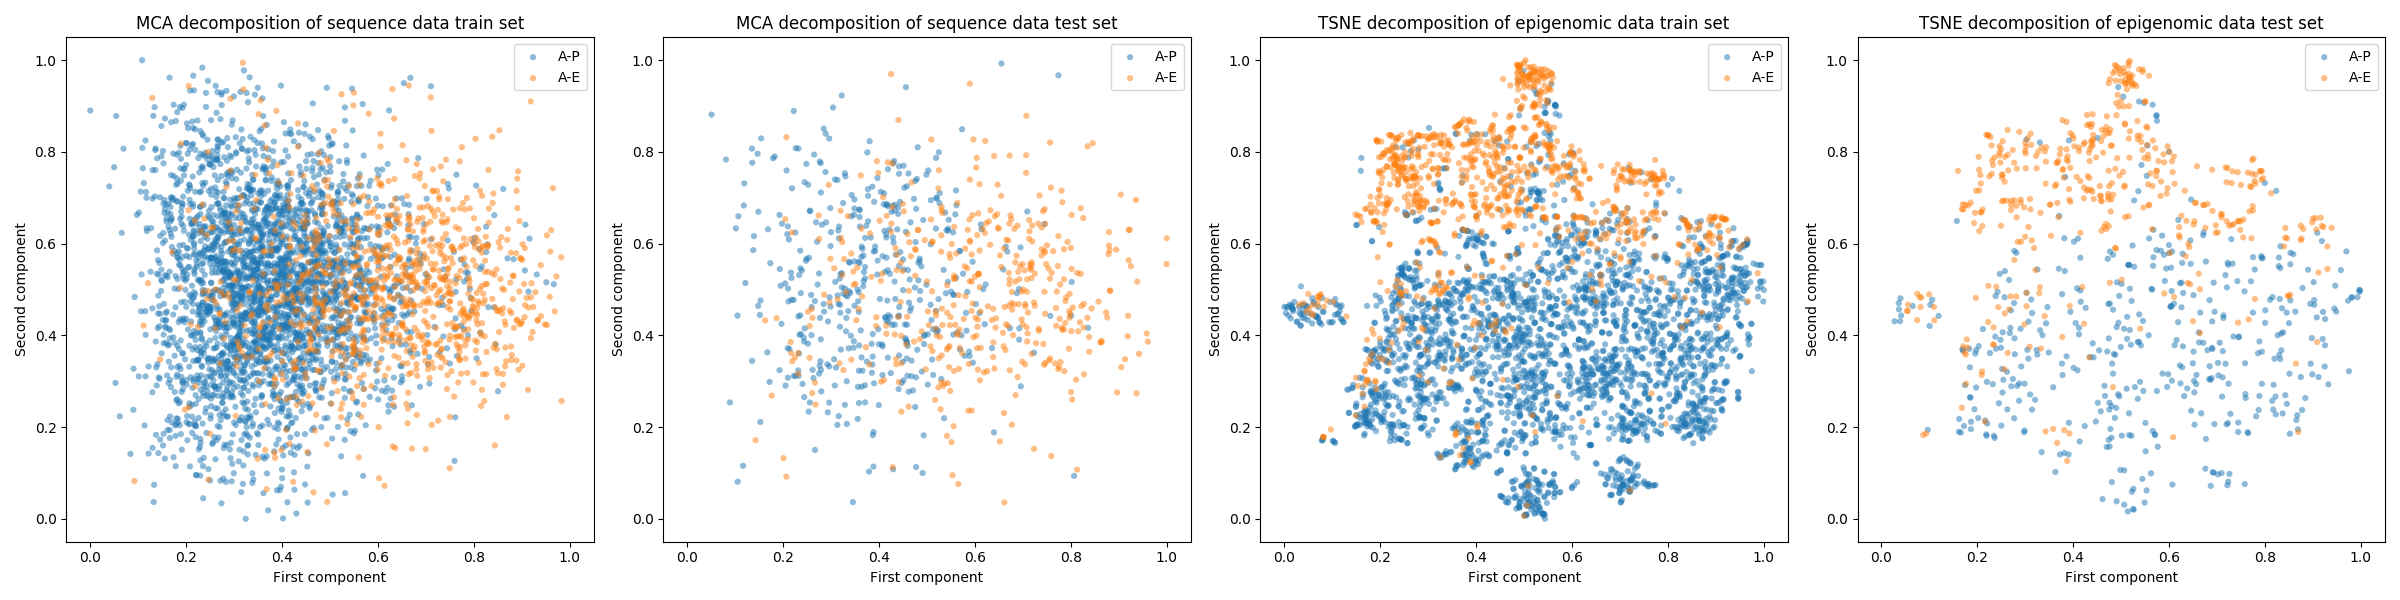 MCA decomposition of sequence data train set
A-P
A-E
1.0
0.8
0.6
0.4
0.2
0.0
Second component
0.0 0.2 0.4 0.6 0.8 1.0
First component
MCA decomposition of sequence data test set
A-P
A-E
1.0
0.8
0.6
0.4
0.2
0.0
Second component
0.0 0.2 0.4 0.6 0.8 1.0
First component
TSNE decomposition of epigenomic data train set
A-P
A-E
1.0
0.8
0.6
0.4
0.2
0.0
Second component
0.0 0.2 0.4 0.6 0.8 1.0
First component
TSNE decomposition of epigenomic data test set
A-P
A-E
1.0
0.8
0.6
0.4
0.2
0.0
Second component
0.0 0.2 0.4 0.6 0.8 1.0
First component